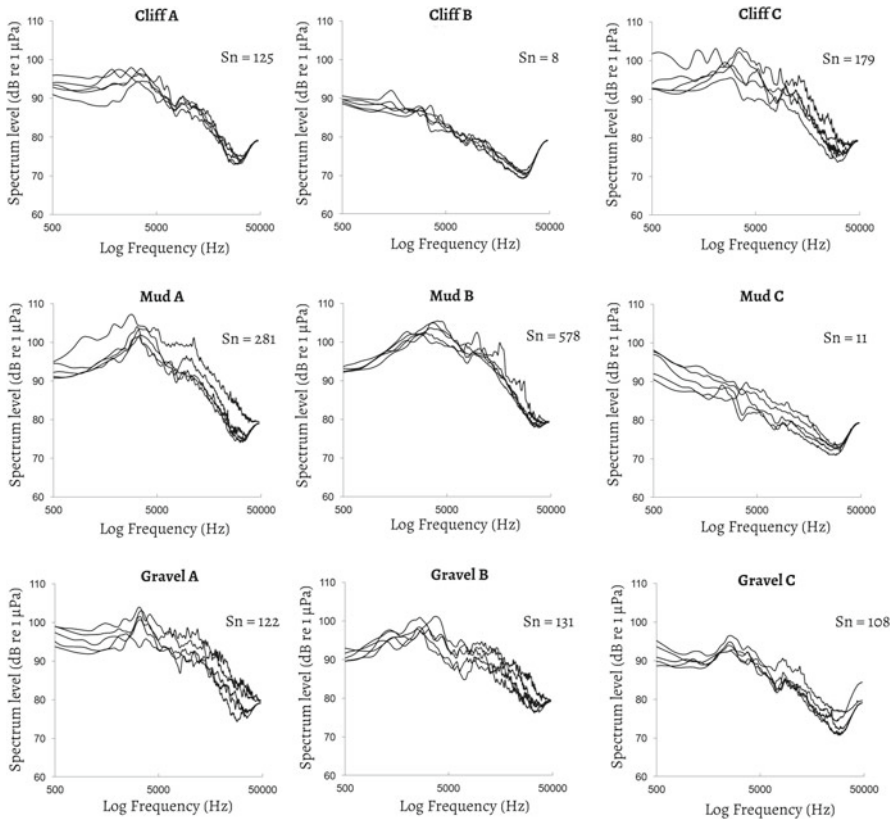 Cliff A
Cliff B
Cliff C
Spectrum level (dB re 1 μPa)
110
100
90
80
70
60
Sn = 125
500
5000
50000
Log Frequency (Hz)
Spectrum level (dB re 1 μPa)
110
100
90
80
70
60
Sn = 8
500
5000
50000
Log Frequency (Hz)
Spectrum level (dB re 1 μPa)
110
100
90
80
70
60
Sn = 179
500
5000
50000
Log Frequency (Hz)
Mud A
Mud B
Mud C
Spectrum level (dB re 1 μPa)
110
100
90
80
70
60
Sn = 281
500
5000
50000
Log Frequency (Hz)
Spectrum level (dB re 1 μPa)
110
100
90
80
70
60
Sn = 578
500
5000
50000
Log Frequency (Hz)
Spectrum level (dB re 1 μPa)
110
100
90
80
70
60
Sn = 11
500
5000
50000
Log Frequency (Hz)
Gravel A
Gravel B
Gravel C
Spectrum level (dB re 1 μPa)
110
100
90
80
70
60
Sn = 122
500
5000
50000
Log Frequency (Hz)
Spectrum level (dB re 1 μPa)
110
100
90
80
70
60
Sn = 131
500
5000
50000
Log Frequency (Hz)
Spectrum level (dB re 1 μPa)
110
100
90
80
70
60
Sn = 108
500
5000
50000
Log Frequency (Hz)